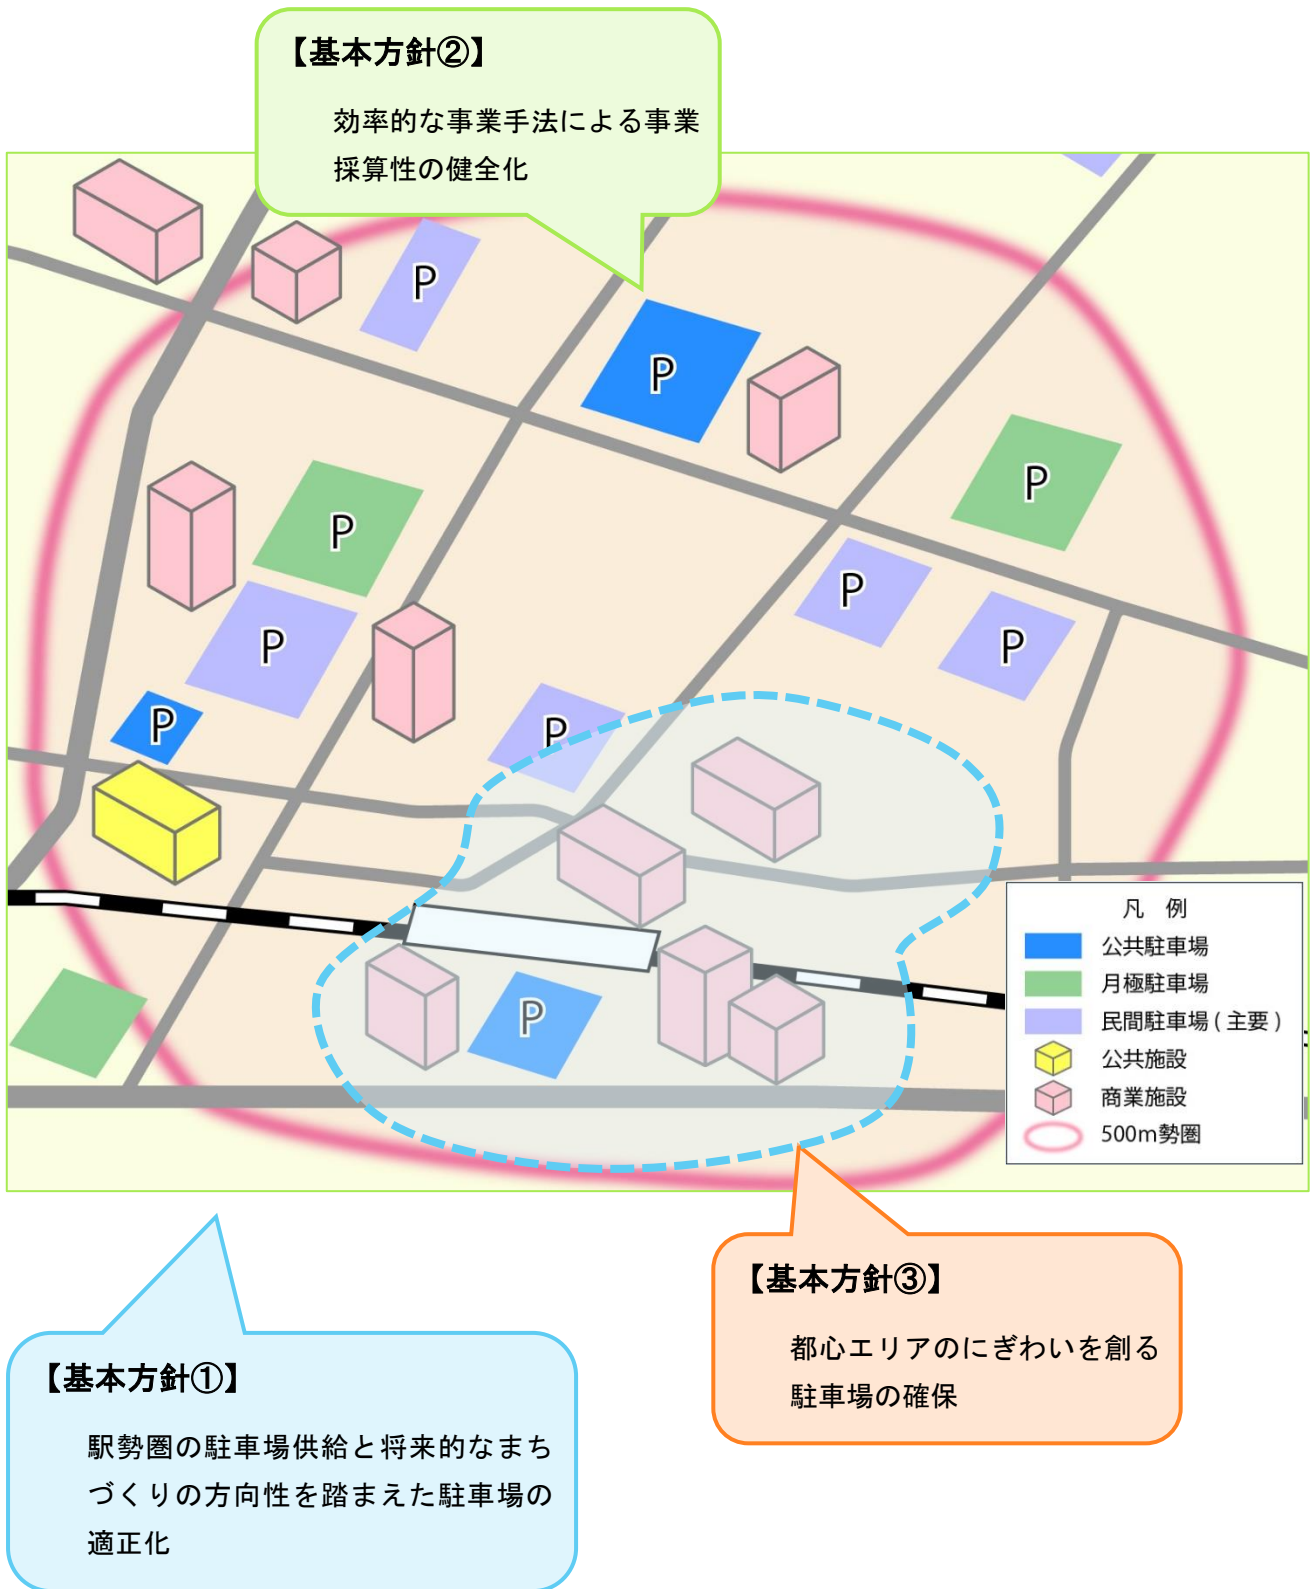 【基本方針②】
効率的な事業手法による事業
採算性の健全化
P
P
P
P
P
P
P
P
P
P
P
凡 例
公共駐車場
月極駐車場
民間駐車場(主要)
公共施設
商業施設
500m勢圏
【基本方針③】
都心エリアのにぎわいを創る
駐車場の確保
【基本方針①】
駅勢圏の駐車場供給と将来的なまち
づくりの方向性を踏まえた駐車場の
適正化